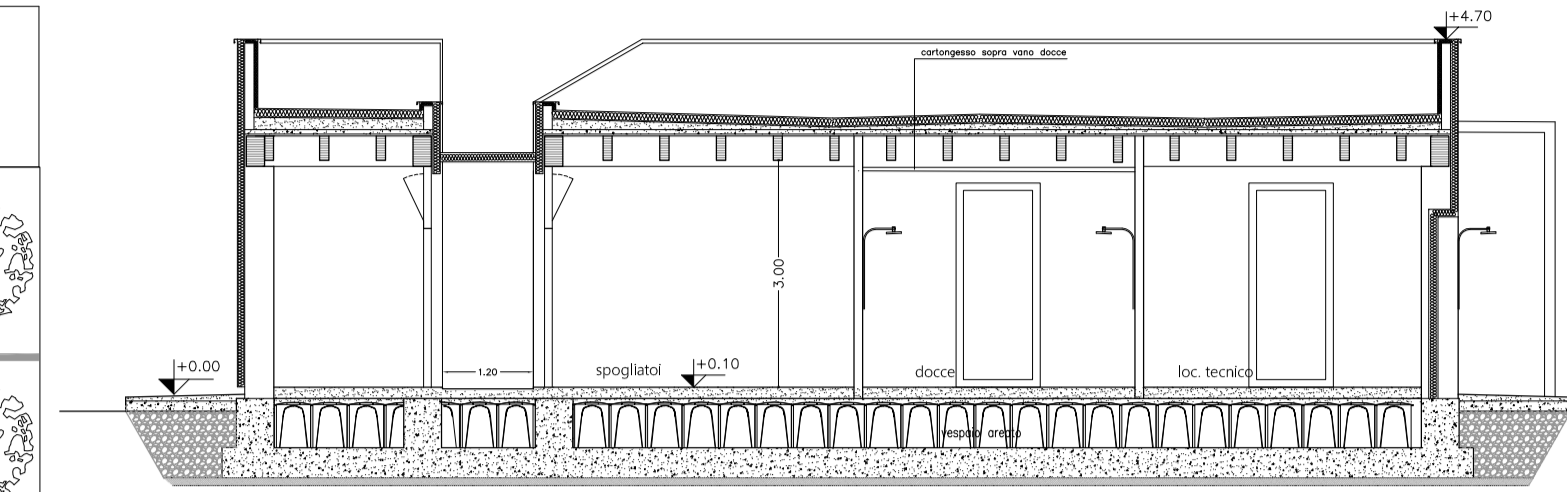 +4.70
cartongesso sopra vano docce
3.00
+0.00
1.20
spogliatoi
+0.10
docce
loc. tecnico
vespaio areato